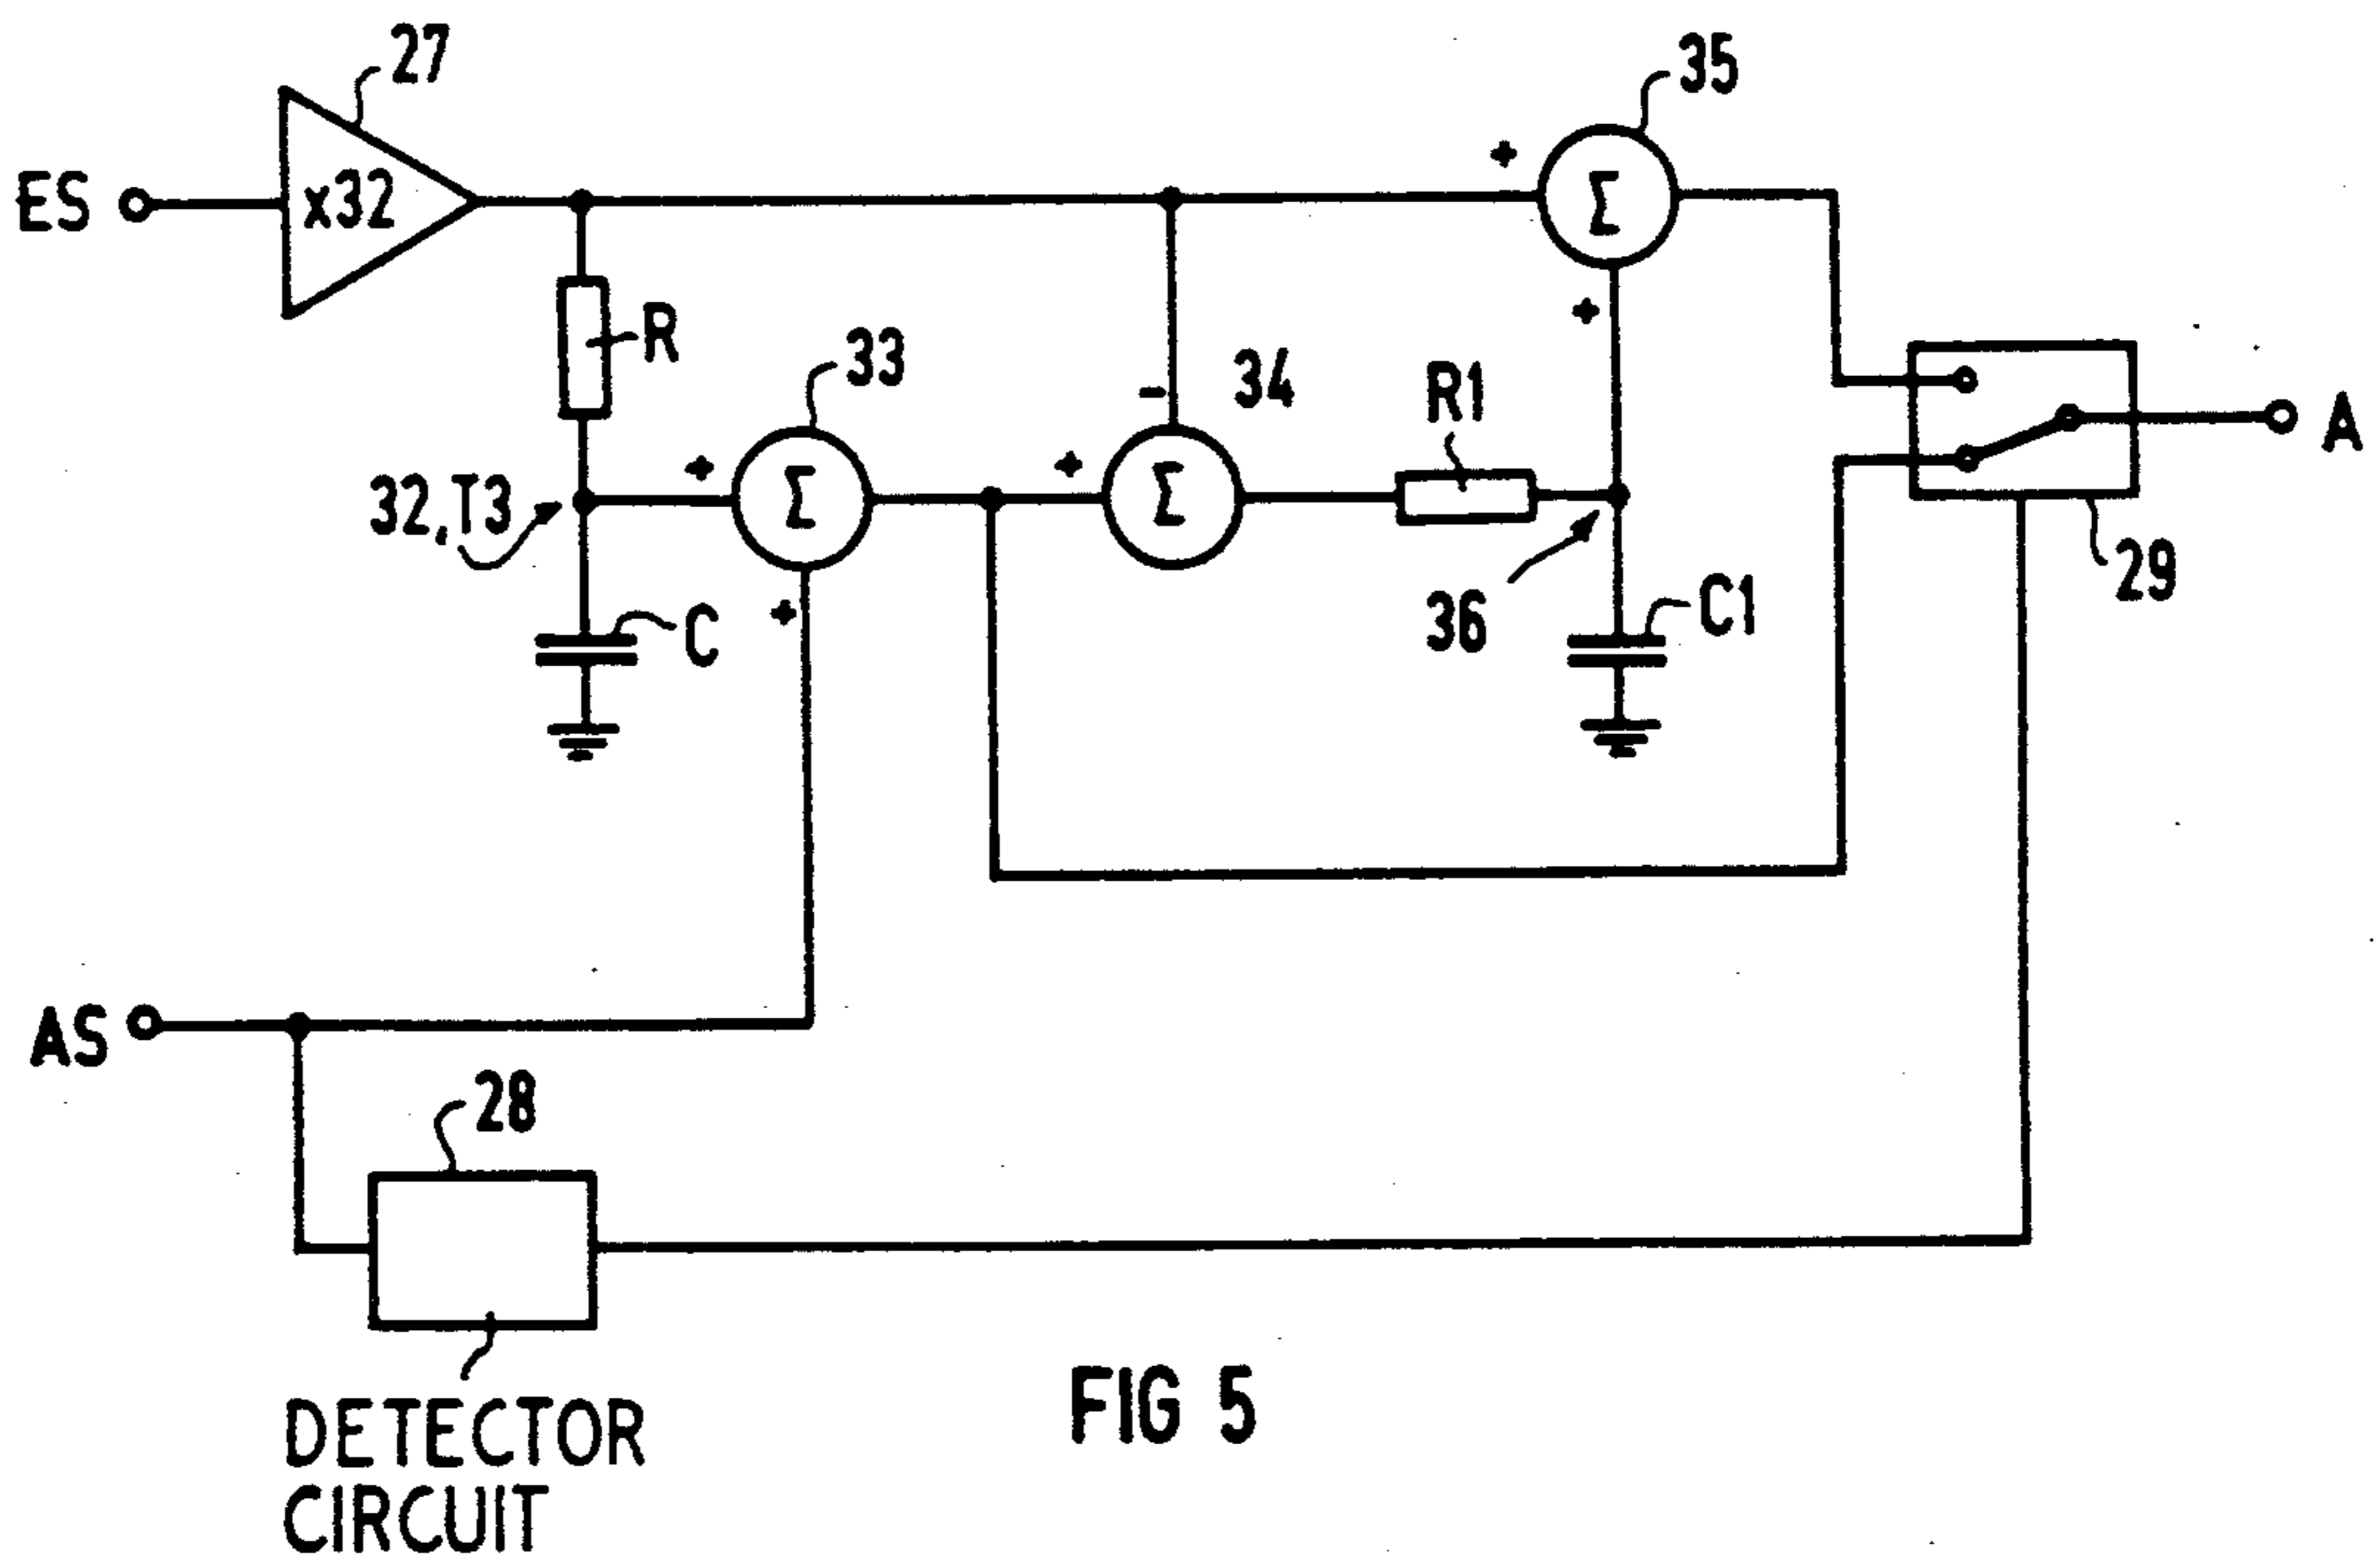 27
35
+
ES
x32
Σ
+
R
33
-
34
R1
A
+
+
32,T3
Σ
Σ
29
36
C1
+
C
AS
28
FIG 5
DETECTOR
CIRCUIT